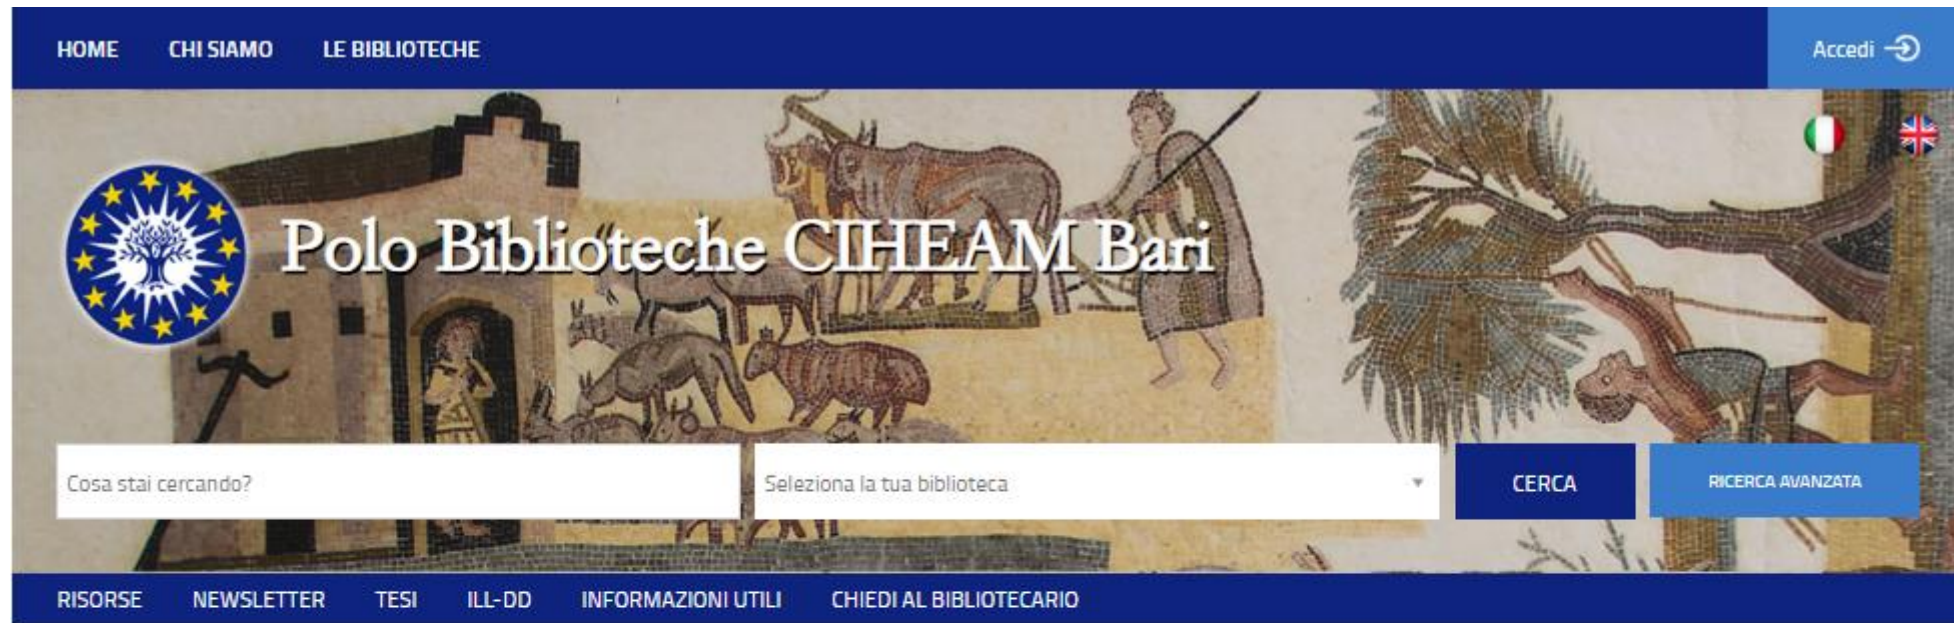 HOME CHI SIAMO LE BIBLIOTECHE Accedi
Polo Biblioteche CIHEAM Bari
Cosa stai cercando? Seleziona la tua biblioteca CERCA RICERCA AVANZATA
RISORSE NEWSLETTER TESI ILL-DD INFORMAZIONI UTILI CHIEDI AL BIBLIOTECARIO